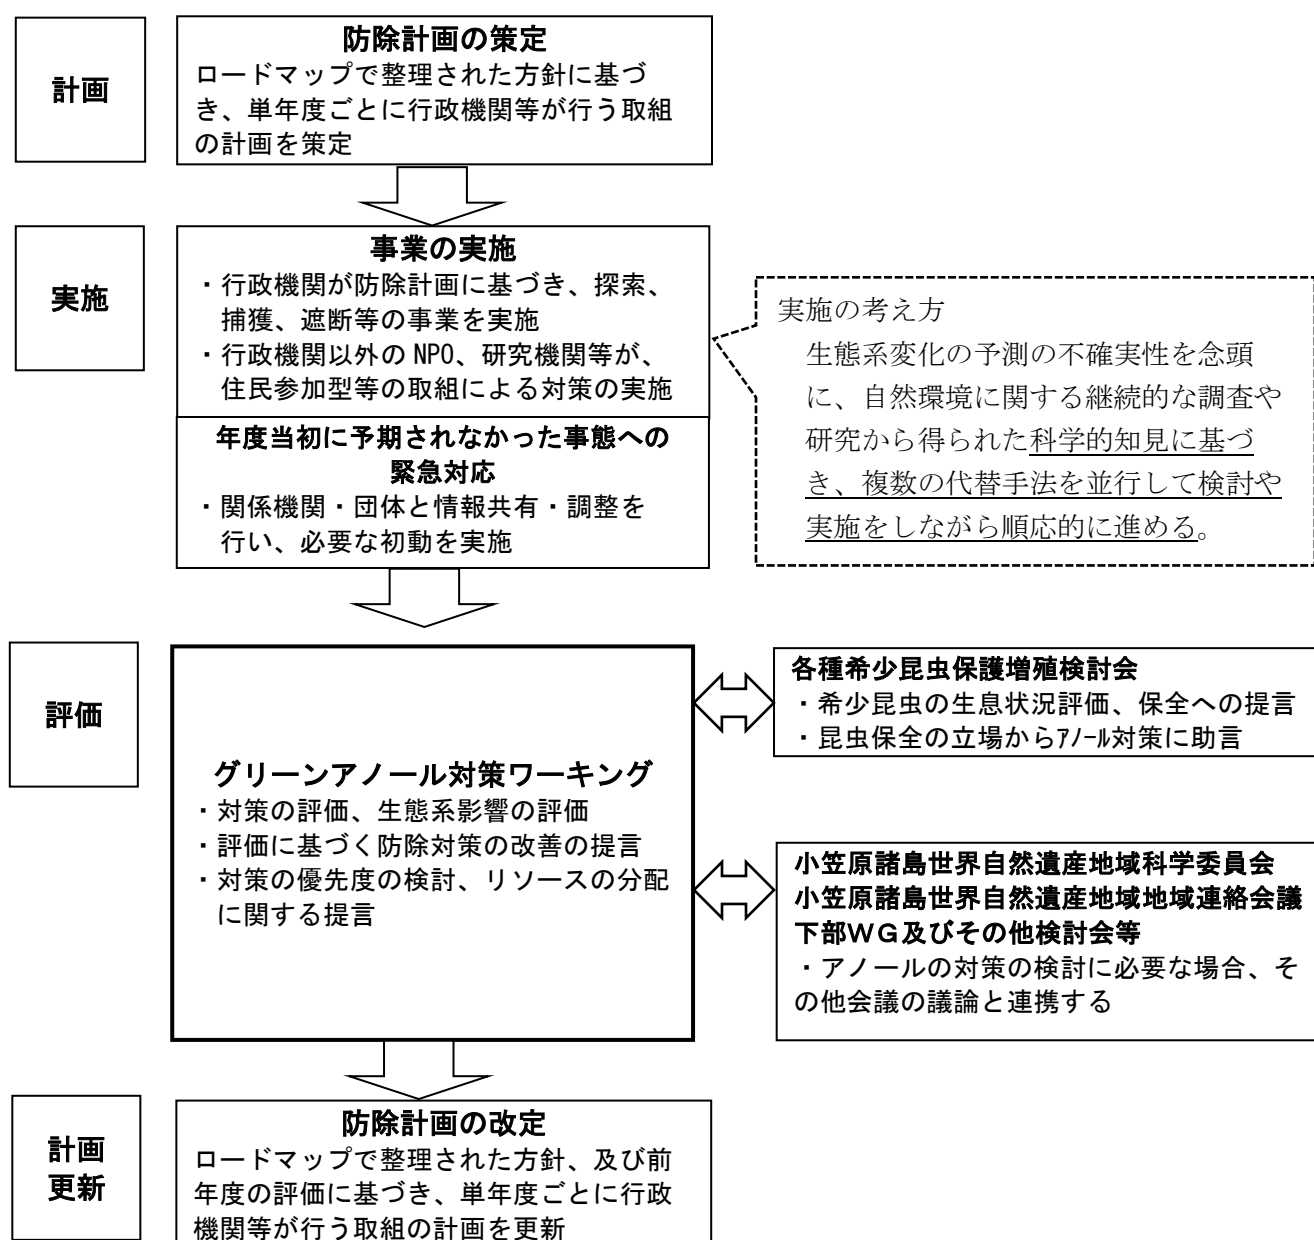 計画
防除計画の策定
ロードマップで整理された方針に基づ
き、単年度ごとに行政機関等が行う取組
の計画を策定
実施
事業の実施
・行政機関が防除計画に基づき、探索、
捕獲、遮断等の事業を実施
・行政機関以外の NPO、研究機関等が、
住民参加型等の取組による対策の実施
年度当初に予期されなかった事態への
緊急対応
・関係機関・団体と情報共有・調整を
行い、必要な初動を実施
実施の考え方
生態系変化の予測の不確実性を念頭
に、自然環境に関する継続的な調査や
研究から得られた科学的知見に基づ
き、複数の代替手法を並行して検討や
実施をしながら順応的に進める。
評価
グリーンアノール対策ワーキング
・対策の評価、生態系影響の評価
・評価に基づく防除対策の改善の提言
・対策の優先度の検討、リソースの分配
に関する提言
各種希少昆虫保護増殖検討会
・希少昆虫の生息状況評価、保全への提言
・昆虫保全の立場からｱﾉｰﾙ対策に助言
小笠原諸島世界自然遺産地域科学委員会
小笠原諸島世界自然遺産地域地域連絡会議
下部ＷＧ及びその他検討会等
・アノールの対策の検討に必要な場合、そ
の他会議の議論と連携する
計画
更新
防除計画の改定
ロードマップで整理された方針、及び前
年度の評価に基づき、単年度ごとに行政
機関等が行う取組の計画を更新